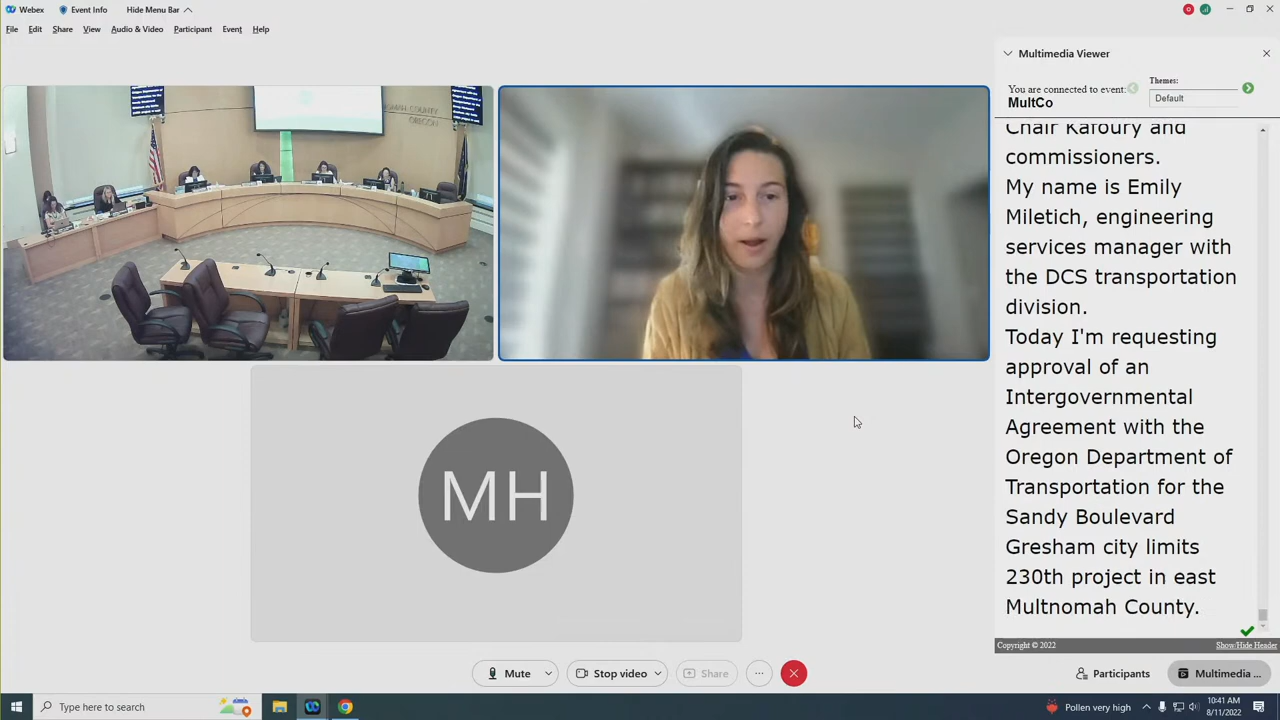 Webex
Event Info
Hide Menu Bar
File
Edit
Share
View
Audio & Video
Participant
Event
Help
Multimedia Viewer
You are connected to event:
MultCo
Themes:
Default
Chair Kafoury and
commissioners.
My name is Emily
Miletich, engineering
services manager with
the DCS transportation
division.
Today I'm requesting
approval of an
Intergovernmental
Agreement with the
Oregon Department of
Transportation for the
Sandy Boulevard
Gresham city limits
230th project in east
Multnomah County.
Copyright © 2022
Show/Hide Header
COUNTY
OREGON
MH
Mute
Stop video
Share
Participants
Multimedia ...
Type here to search
Pollen very high
10:41 AM
8/11/2022